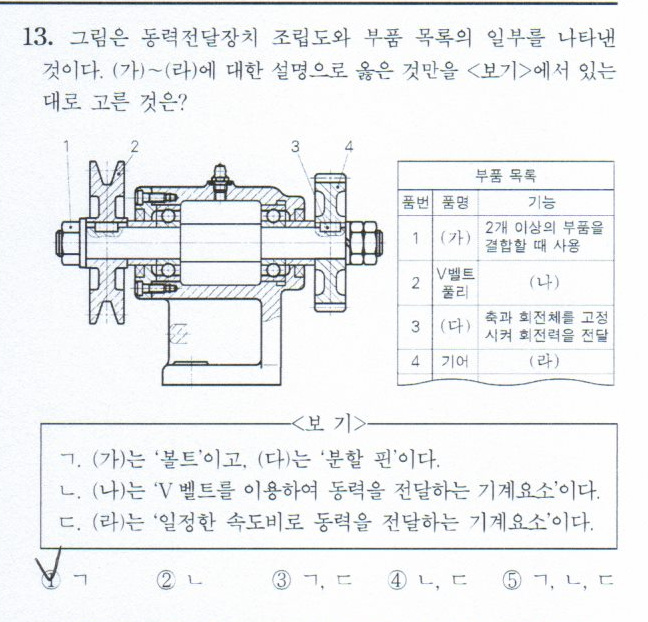 13. 그림은 동력전달장치 조립도와 부품 목록의 일부를 나타낸
것이다. (가)~(라)에 대한 설명으로 옳은 것만을 <보기>에서 있는
대로 고른 것은?
1 2 3 4
부품 목록
품번 품명 기능
1 (가) 2개 이상의 부품을
결합할 때 사용
2 V벨트
풀리 (나)
3 (다) 축과 회전체를 고정
시켜 회전력을 전달
4 기어 (라)
<보 기>
ㄱ. (가)는 '볼트'이고, (다)는 '분할 핀'이다.
ㄴ. (나)는 'V 벨트를 이용하여 동력을 전달하는 기계요소'이다.
ㄷ. (라)는 '일정한 속도비로 동력을 전달하는 기계요소'이다.
① ㄱ ② ㄴ ③ ㄱ, ㄷ ④ ㄴ, ㄷ ⑤ ㄱ, ㄴ, ㄷ